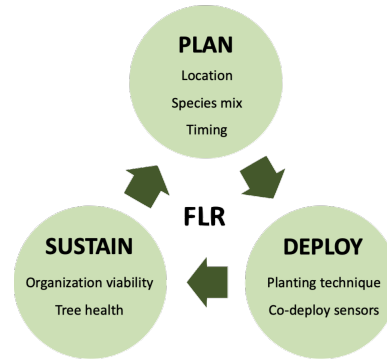 PLAN
Location
Species mix
Timing
FLR
SUSTAIN
Organization viability
Tree health
DEPLOY
Planting technique
Co-deploy sensors